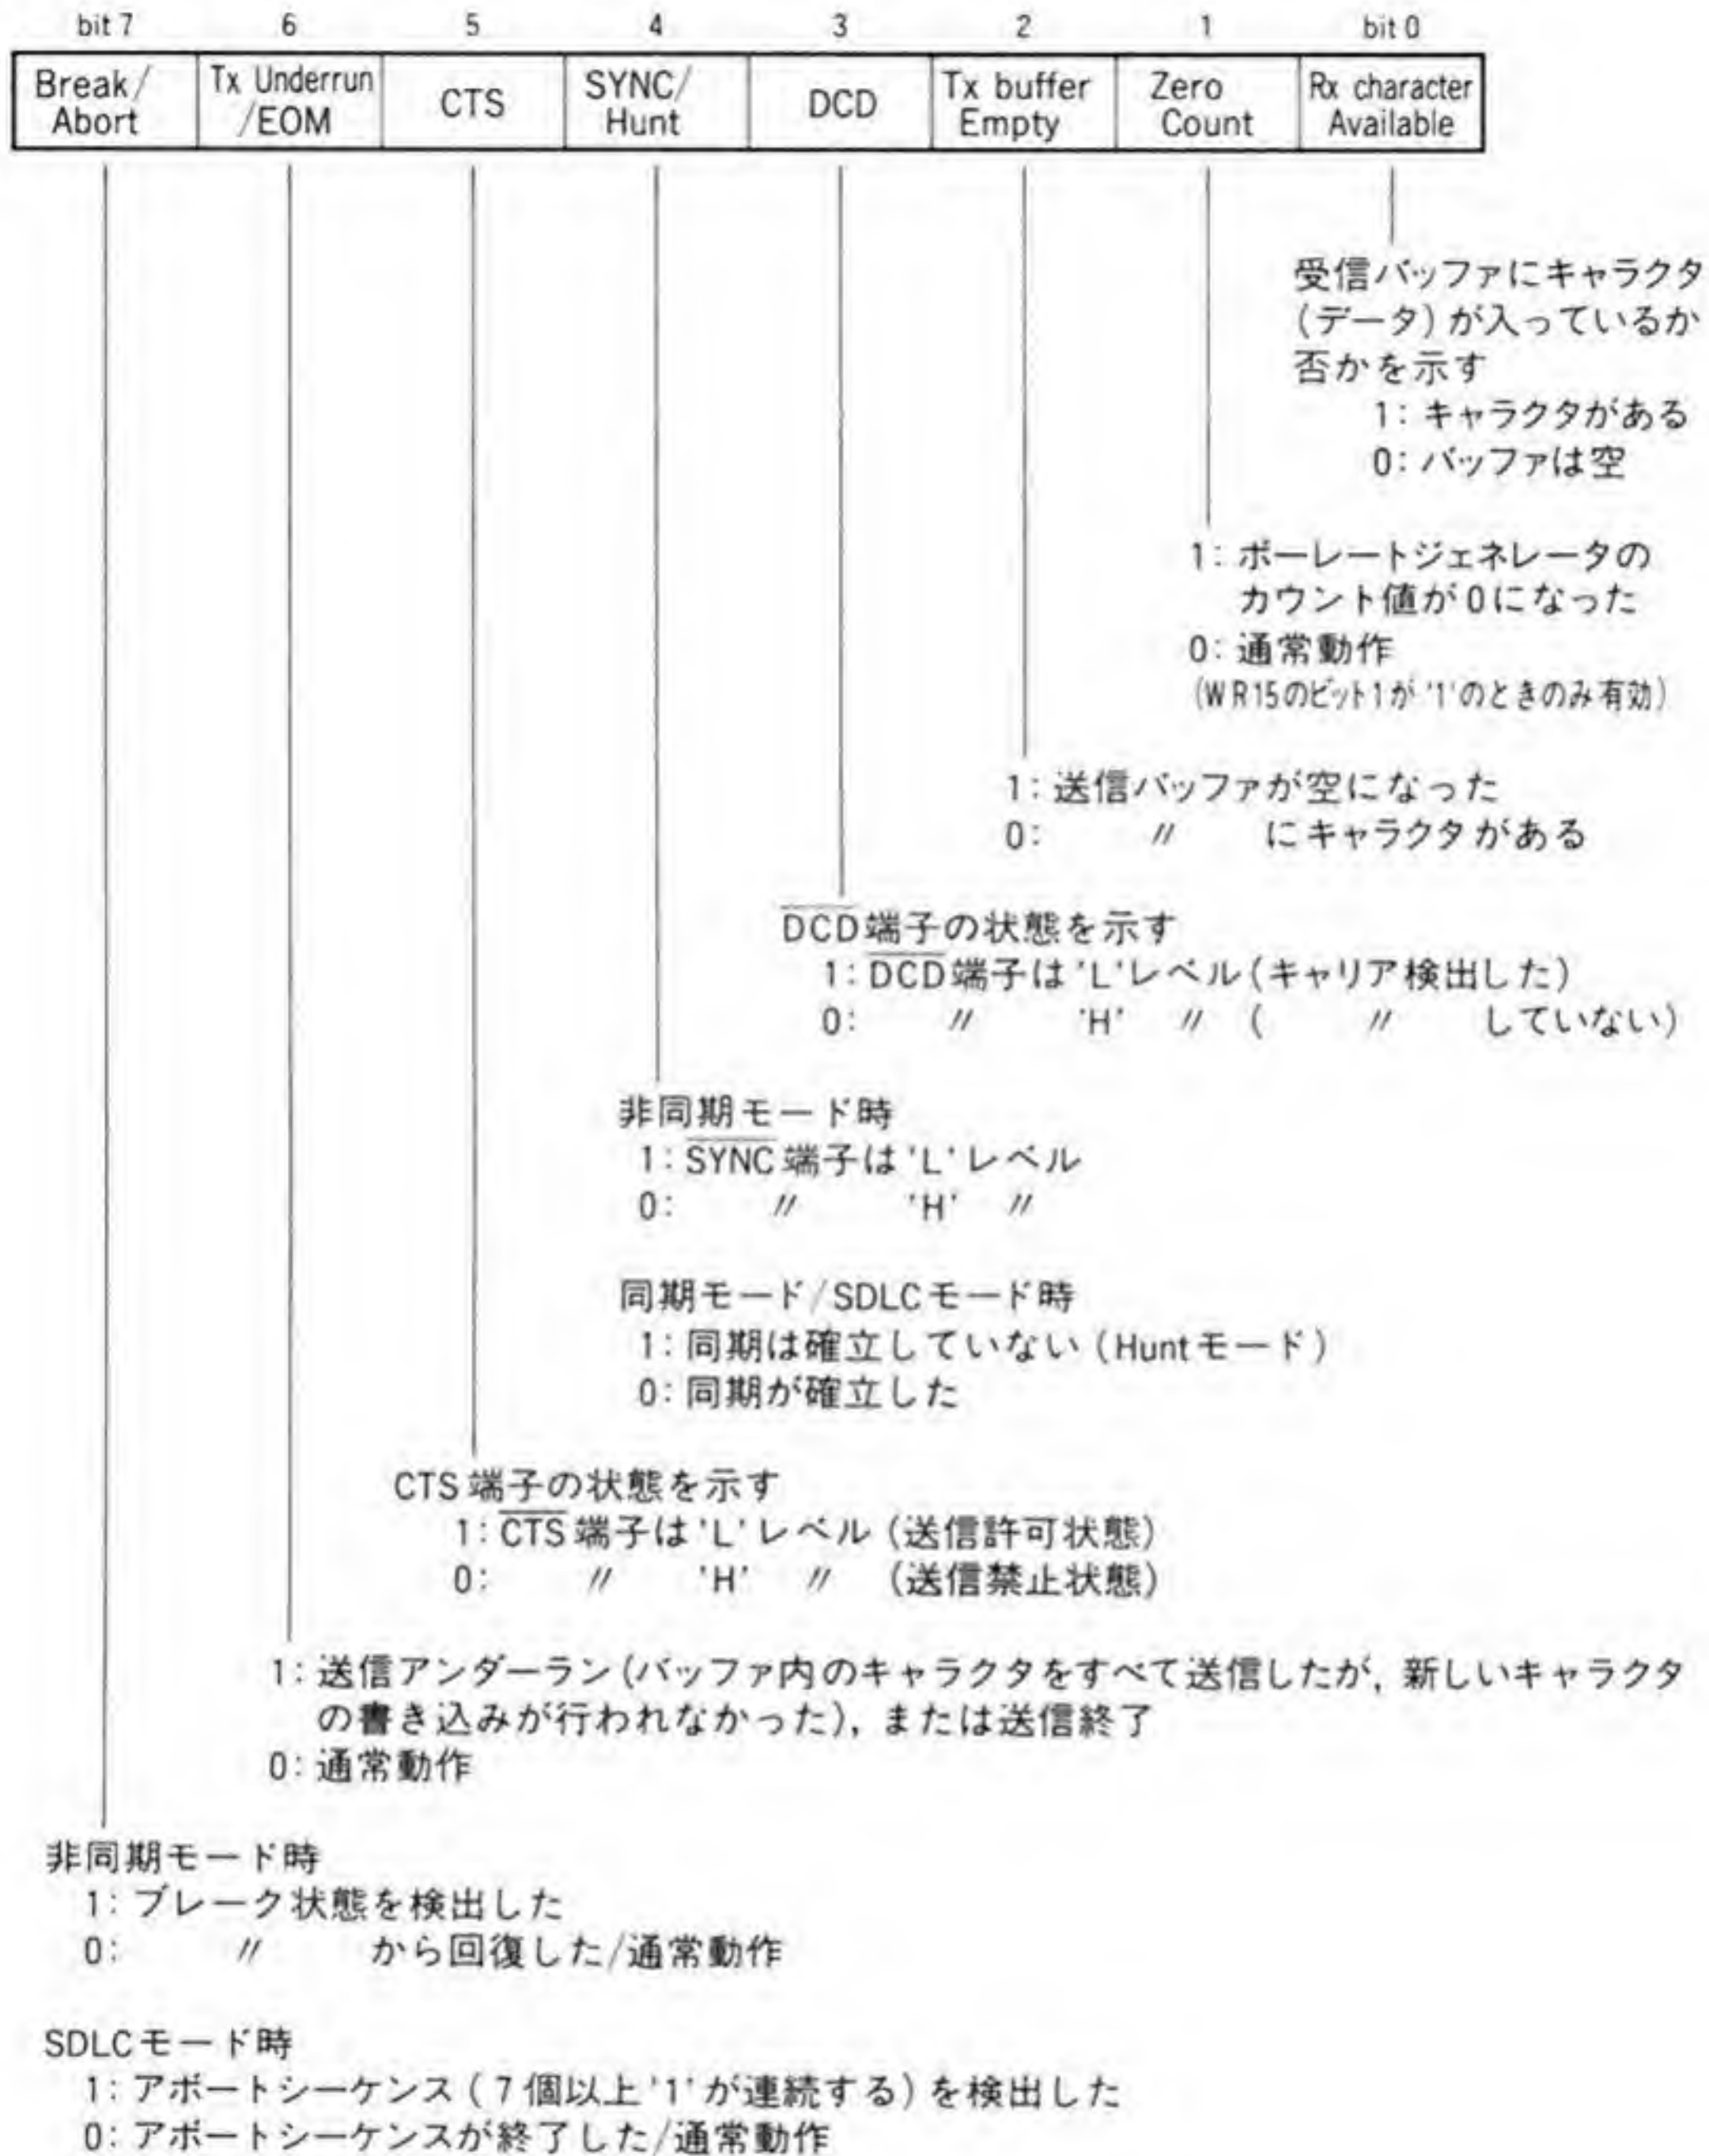 bit 7 6 5 4 3 2 1 bit 0
Break/ Abort
Tx Underrun /EOM
CTS
SYNC/ Hunt
DCD
Tx buffer Empty
Zero Count
Rx character Available
受信バッファにキャラクタ
(データ)が入っているか
否かを示す
1: キャラクタがある
0: バッファは空
1: ボーレートジェネレータの
カウント値が0になった
0: 通常動作
(WR15のビット1が'1'のときのみ有効)
1: 送信バッファが空になった
0: 〃 にキャラクタがある
D̅C̅D̅端子の状態を示す
1: D̅C̅D̅端子は'L'レベル(キャリア検出した)
0: 〃 'H' 〃 ( 〃 していない)
非同期モード時
1: S̅Y̅N̅C̅端子は'L'レベル
0: 〃 'H' 〃
同期モード/SDLCモード時
1: 同期は確立していない(Huntモード)
0: 同期が確立した
CTS端子の状態を示す
1: C̅T̅S̅端子は'L'レベル(送信許可状態)
0: 〃 'H' 〃 (送信禁止状態)
1: 送信アンダーラン(バッファ内のキャラクタをすべて送信したが, 新しいキャラクタ
の書き込みが行われなかった), または送信終了
0: 通常動作
非同期モード時
1: ブレーク状態を検出した
0: 〃 から回復した/通常動作
SDLCモード時
1: アボートシーケンス(7個以上'1'が連続する)を検出した
0: アボートシーケンスが終了した/通常動作